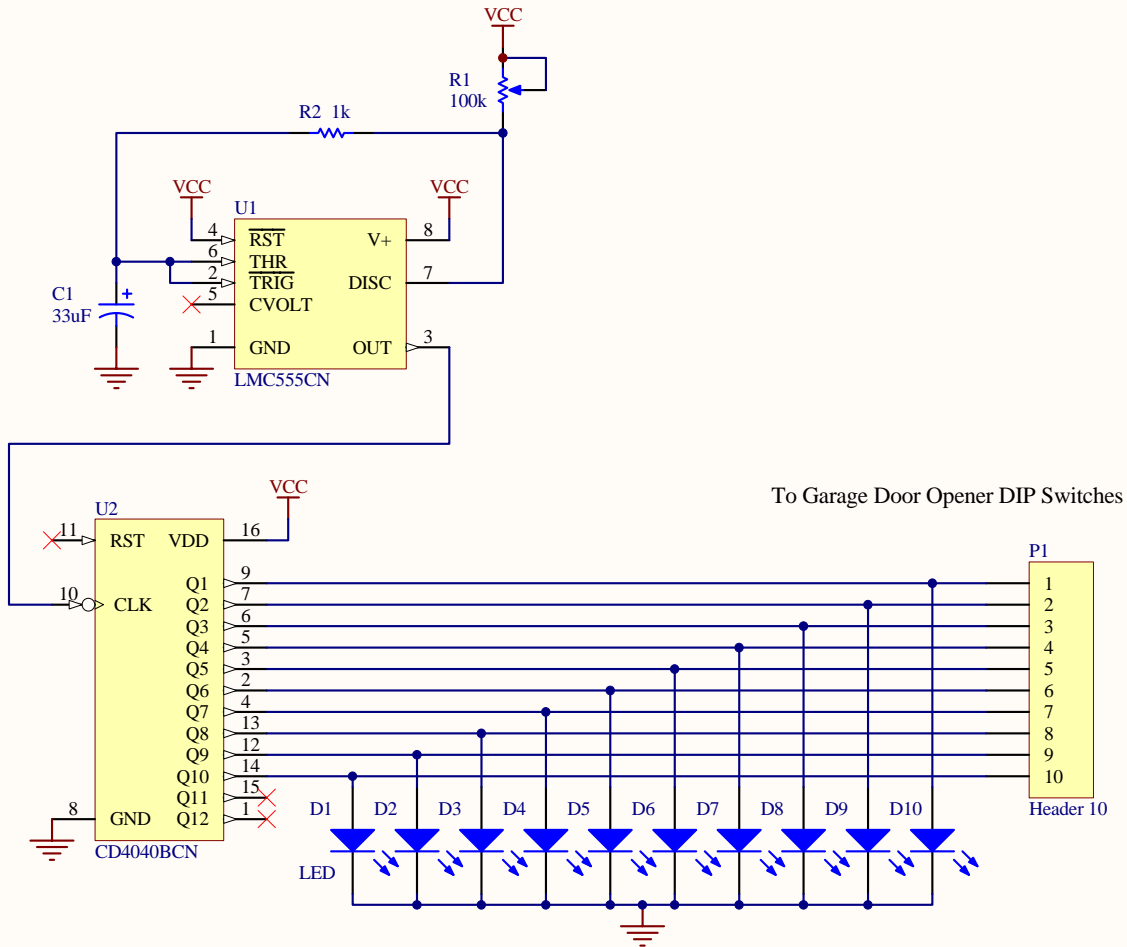 VCC
R1
100k
R2 1k
VCC
VCC
U1
4
RST
V+
8
6
THR
2
TRIG
DISC
7
5
CVOLT
C1
33uF
1
GND
OUT
3
LMC555CN
To Garage Door Opener DIP Switches
VCC
U2
11
RST
VDD
16
P1
Q1
9
1
10
CLK
Q2
7
2
Q3
6
3
Q4
5
4
Q5
3
5
Q6
2
6
Q7
4
7
Q8
13
8
Q9
12
9
Q10
14
10
Q11
15
8
GND
Q12
1
D1
D2
D3
D4
D5
D6
D7
D8
D9
D10
Header 10
CD4040BCN
LED